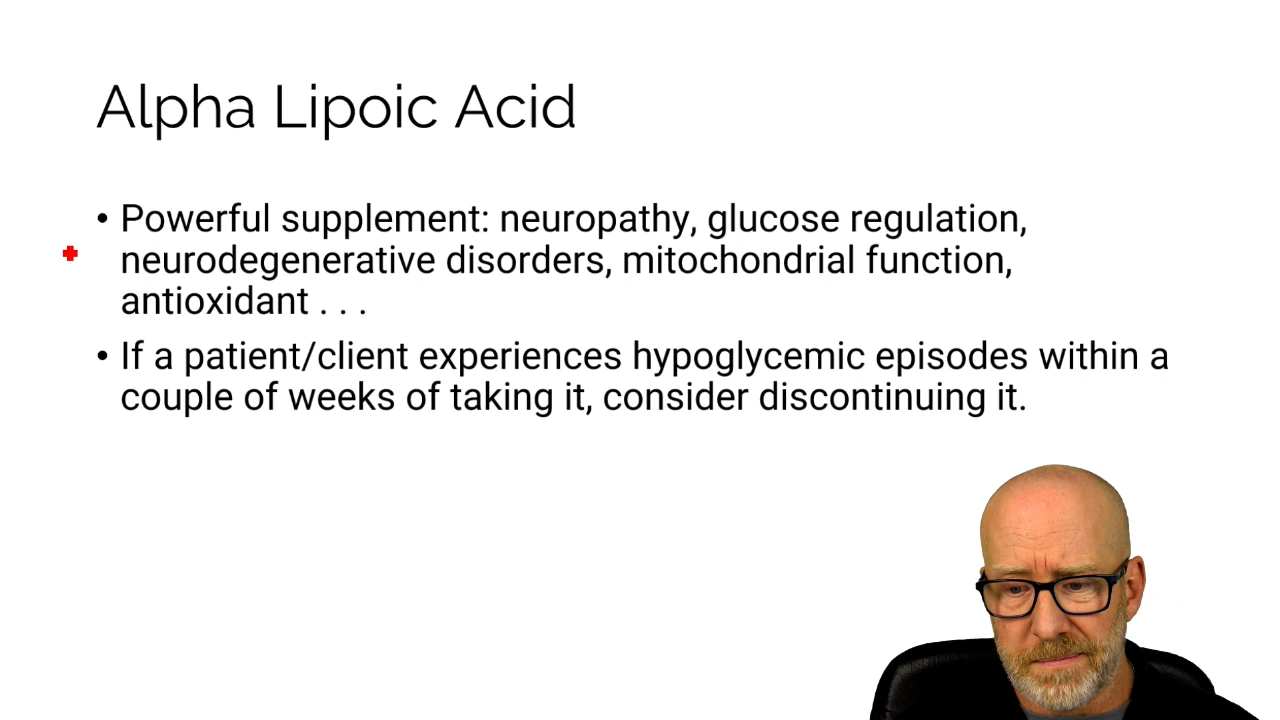 Alpha Lipoic Acid
• Powerful supplement: neuropathy, glucose regulation,
neurodegenerative disorders, mitochondrial function,
antioxidant . . .
• If a patient/client experiences hypoglycemic episodes within a
couple of weeks of taking it, consider discontinuing it.